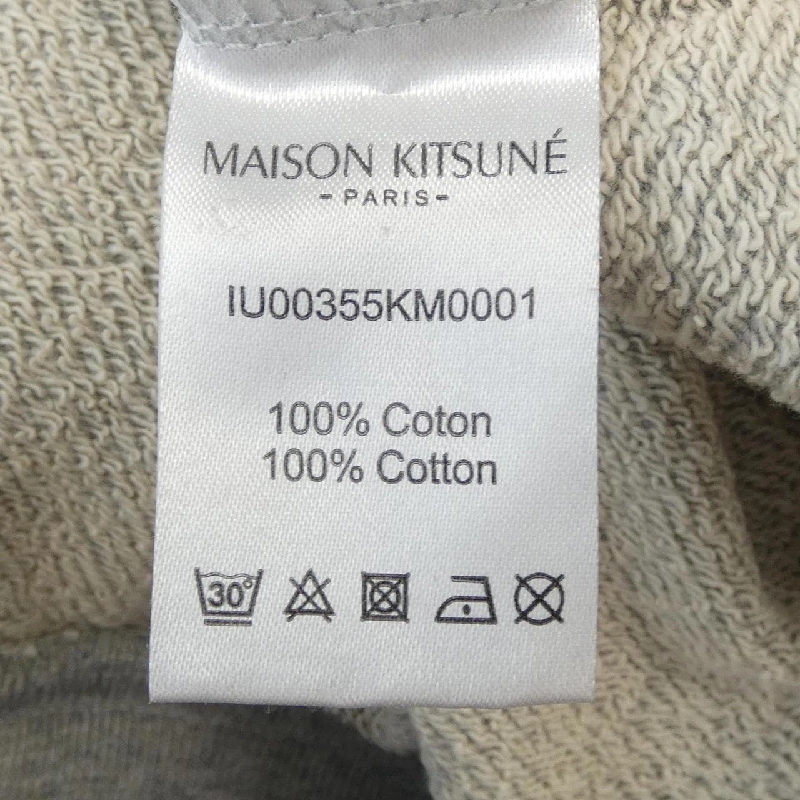 MAISON KITSUNÉ
- PARIS -
IU00355KM0001
100% Coton
100% Cotton
30°